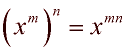 (x^m)^n = x^{mn}